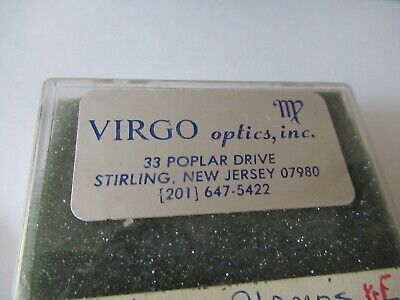 VIRGO optics, inc.
33 POPLAR DRIVE
STIRLING, NEW JERSEY 07980
[201] 647-5422